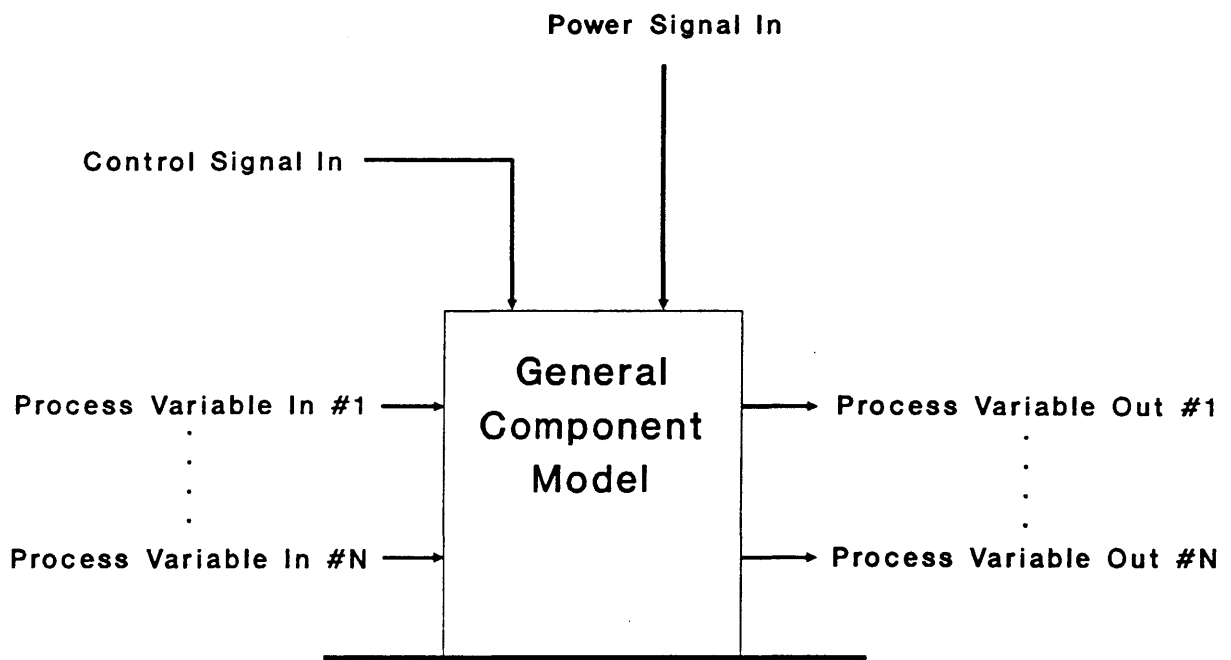 Power Signal In
Control Signal In
General
Component
Model
Process Variable In #1
Process Variable Out #1
Process Variable In #N
Process Variable Out #N